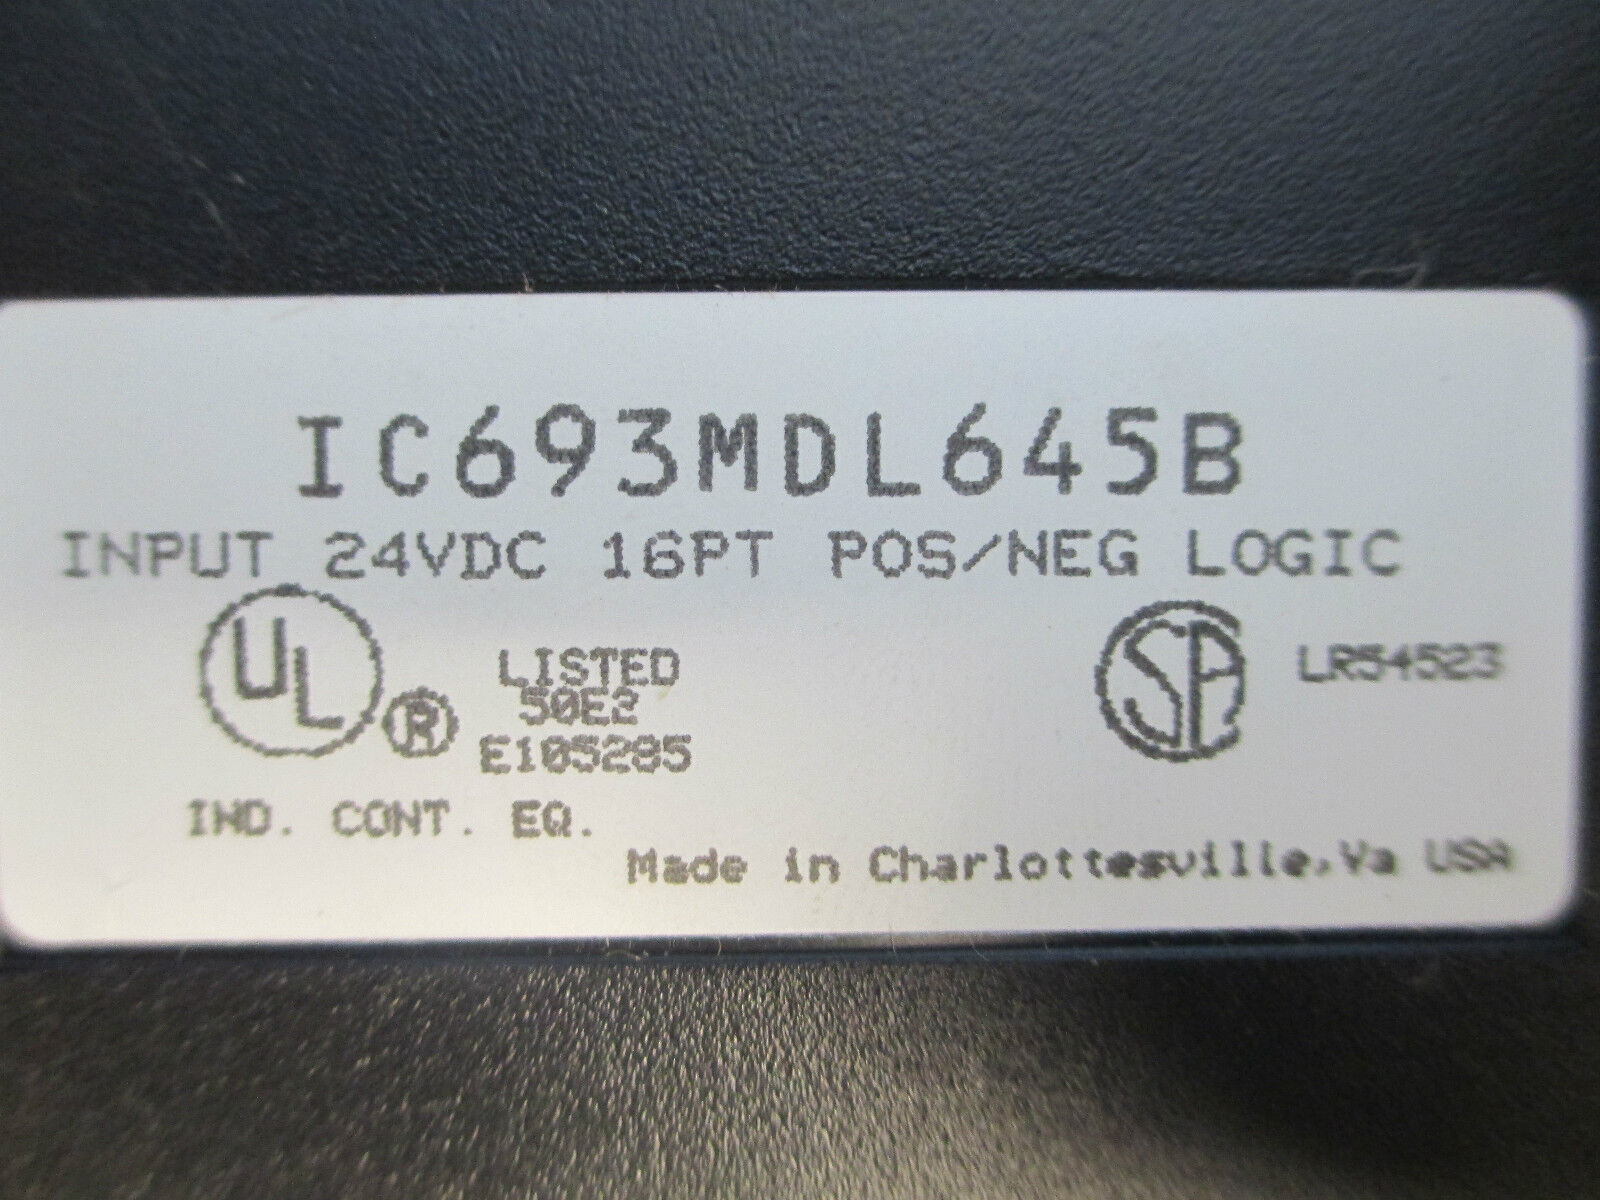 IC693MDL645B
INPUT 24VDC 16PT POS/NEG LOGIC
UL ®
LISTED
50E2
E105285
SA LR54523
IND. CONT. EQ.
Made in Charlottesville,Va USA